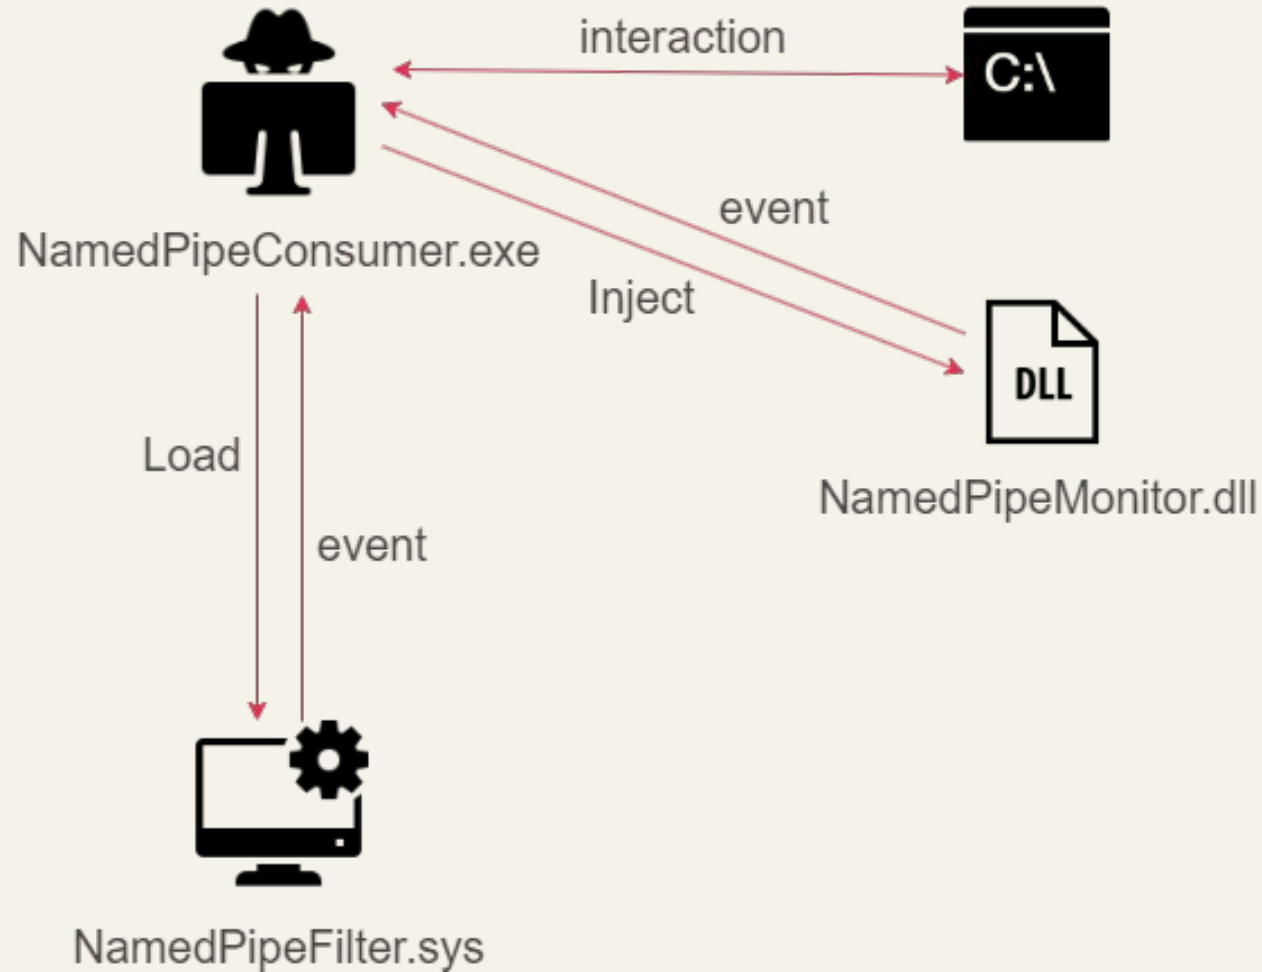 interaction
C:\
NamedPipeConsumer.exe
event
Inject
DLL
NamedPipeMonitor.dll
Load
event
NamedPipeFilter.sys